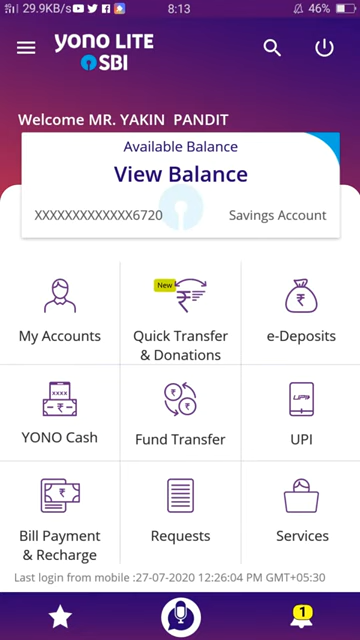 29.9KB/s 8:13 46%
yono LITE
SBI
Welcome MR. YAKIN PANDIT
Available Balance
View Balance
XXXXXXXXXXXXX6720 Savings Account
New
My Accounts
Quick Transfer
& Donations
e-Deposits
xxxx
YONO Cash
Fund Transfer
UPI
UPI
Bill Payment
& Recharge
Requests
Services
Last login from mobile :27-07-2020 12:26:04 PM GMT+05:30
1